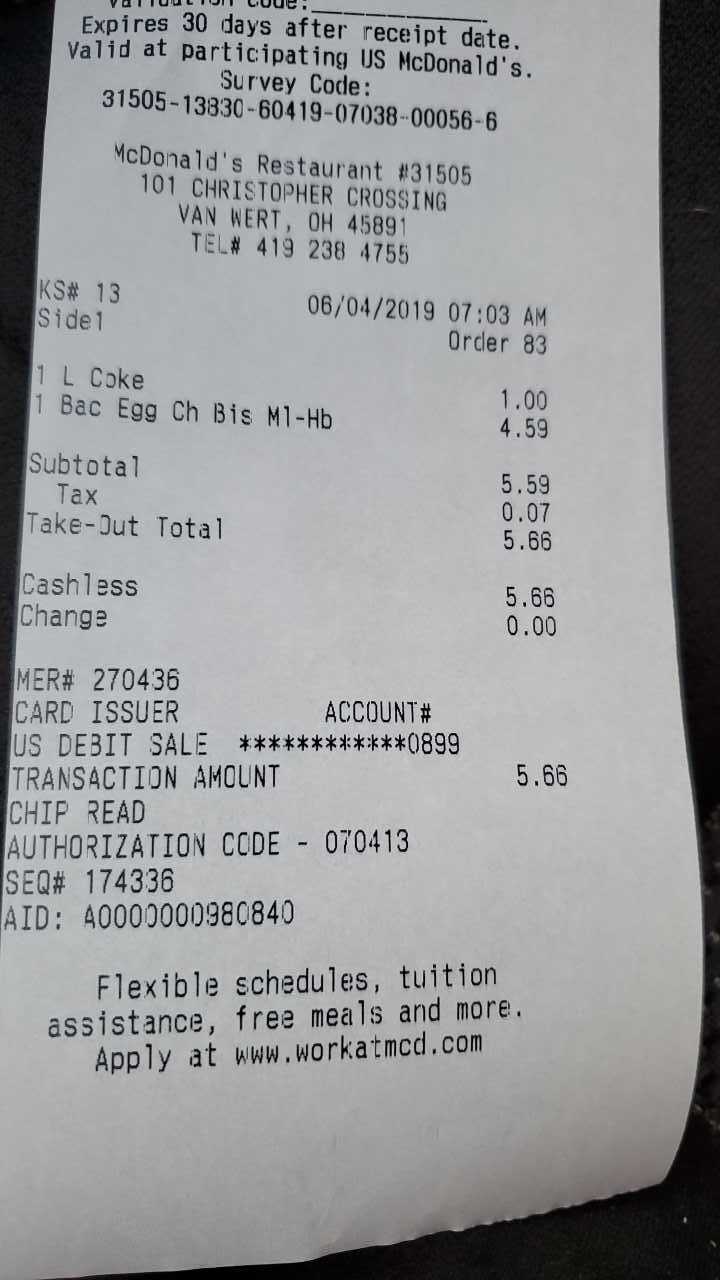 Validation Code:______________
Expires 30 days after receipt date.
Valid at participating US McDonald's.
Survey Code:
31505-13830-60419-07038-00056-6
McDonald's Restaurant #31505
101 CHRISTOPHER CROSSING
VAN WERT, OH 45891
TEL# 419 238 4755
KS# 13 06/04/2019 07:03 AM
Side1 Order 83
1 L Coke 1.00
1 Bac Egg Ch Bis Ml-Hb 4.59
Subtotal 5.59
Tax 0.07
Take-Out Total 5.66
Cashless 5.66
Change 0.00
MER# 270436
CARD ISSUER ACCOUNT#
US DEBIT SALE ************0899
TRANSACTION AMOUNT 5.66
CHIP READ
AUTHORIZATION CODE - 070413
SEQ# 174336
AID: A0000000980840
Flexible schedules, tuition
assistance, free meals and more.
Apply at www.workatmcd.com